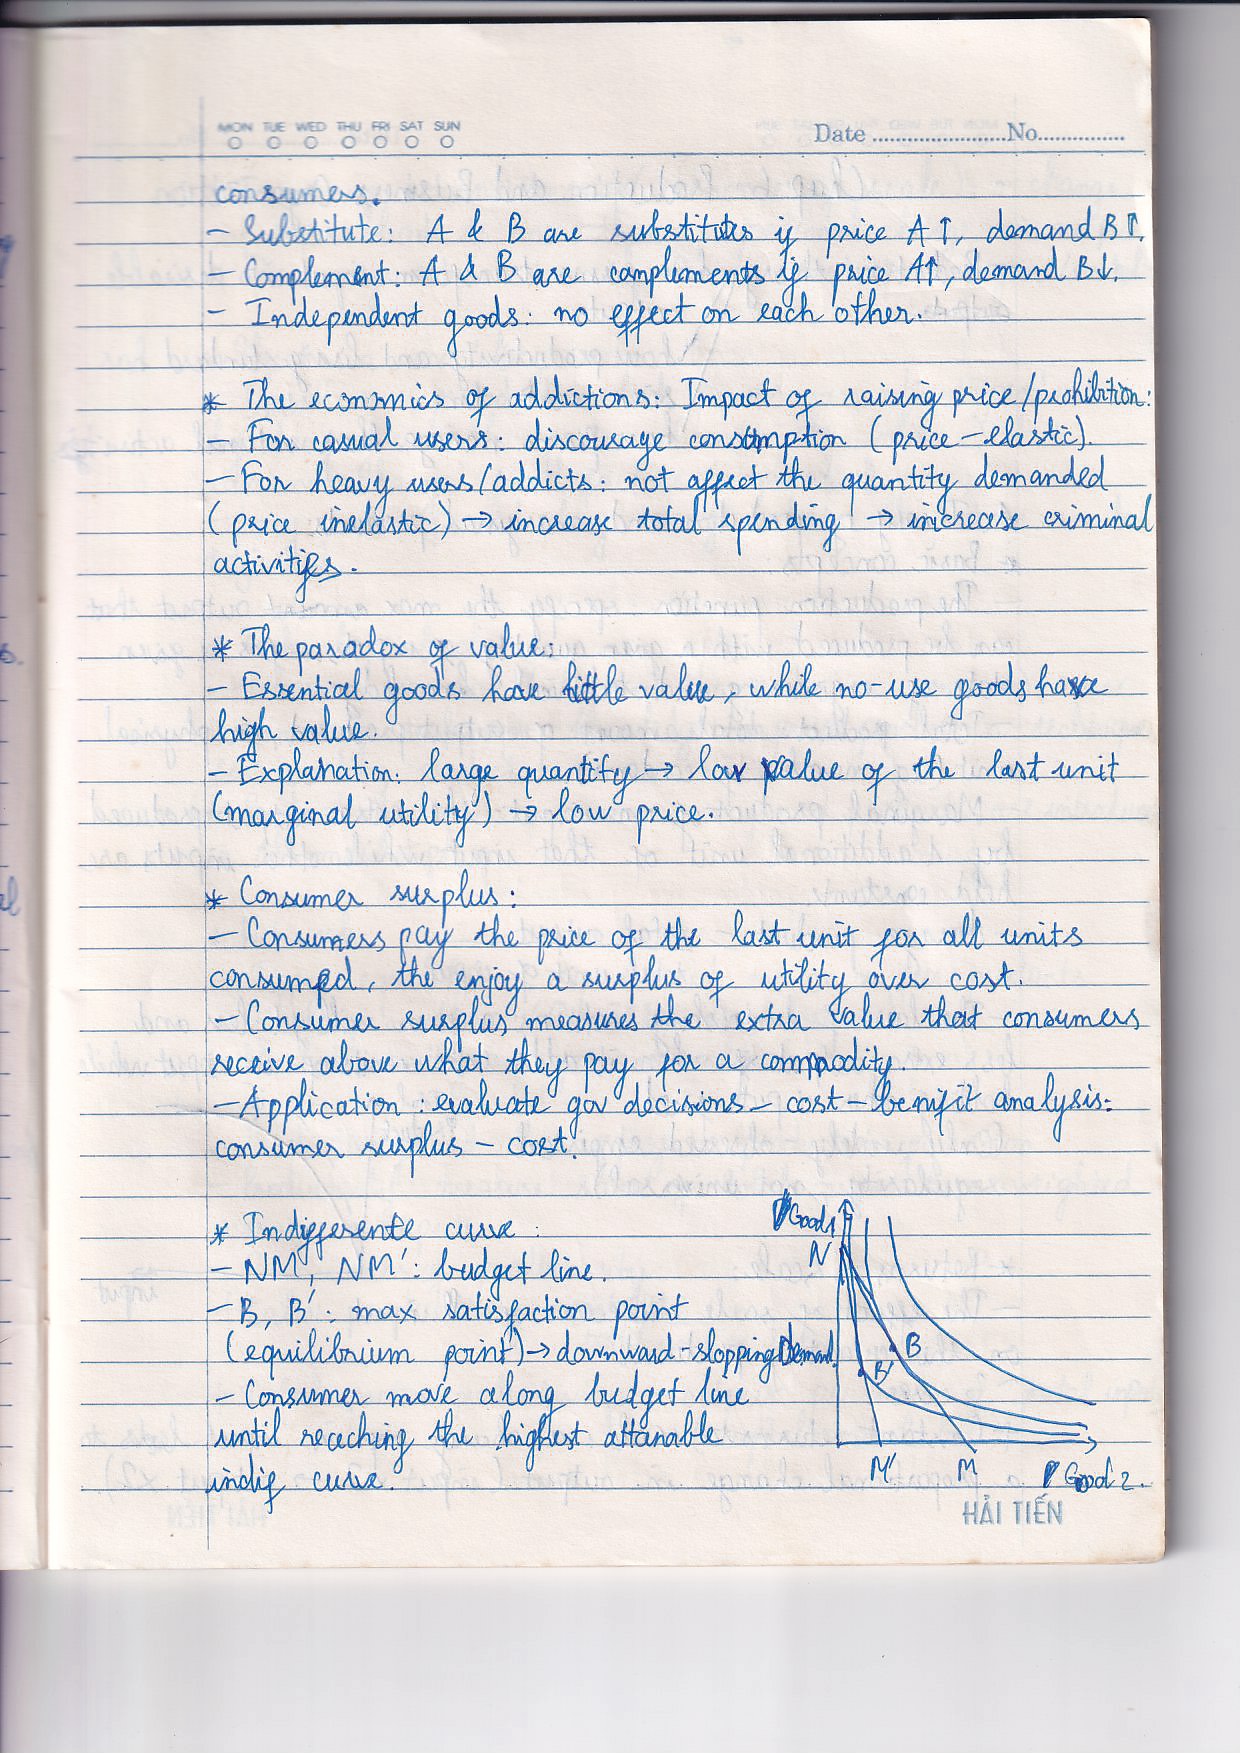 MON TUE WED THU FRI SAT SUN
Date ........................No................
consumers.
- Substitute: A & B are substitutes if price A↑, demand B↑.
- Complement: A & B are complements if price A↑, demand B↓.
- Independent goods: no effect on each other.
* The economics of addictions: Impact of raising price/prohibition:
- For casual users: discourage consumption (price-elastic).
- For heavy users/addicts: not affect the quantity demanded
(price inelastic) → increase total spending → increase criminal
activities.
* The paradox of value:
- Essential goods have little value, while no-use goods have
high value.
- Explanation: large quantity → low value of the last unit
(marginal utility) → low price.
* Consumer surplus:
- Consumers pay the price of the last unit for all units
consumed, the enjoy a surplus of utility over cost.
- Consumer surplus measures the extra value that consumers
receive above what they pay for a commodity.
- Application: evaluate gov decisions - cost-benifit analysis:
consumer surplus - cost.
* Indifferente curve:
- NM, NM': budget line.
- B, B': max satisfaction point
(equilibrium point) → downward-slopping Demand.
- Consumer move along budget line
until reaching the highest attanable
indif curve.
Good 1
N
B
B'
M'
M
Good 2.
HẢI TIẾN